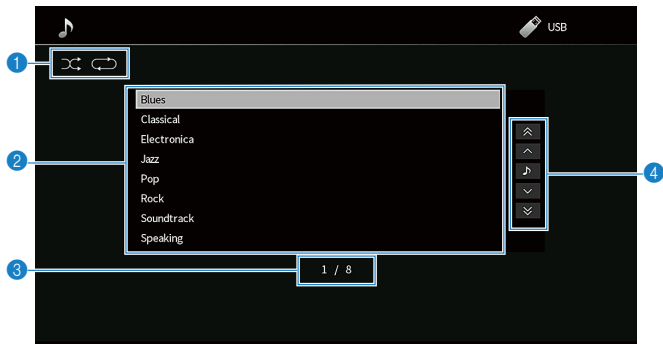 USB
1
Blues
Classical
Electronica
2
Jazz
4
Pop
Rock
Soundtrack
Speaking
3
1 / 8